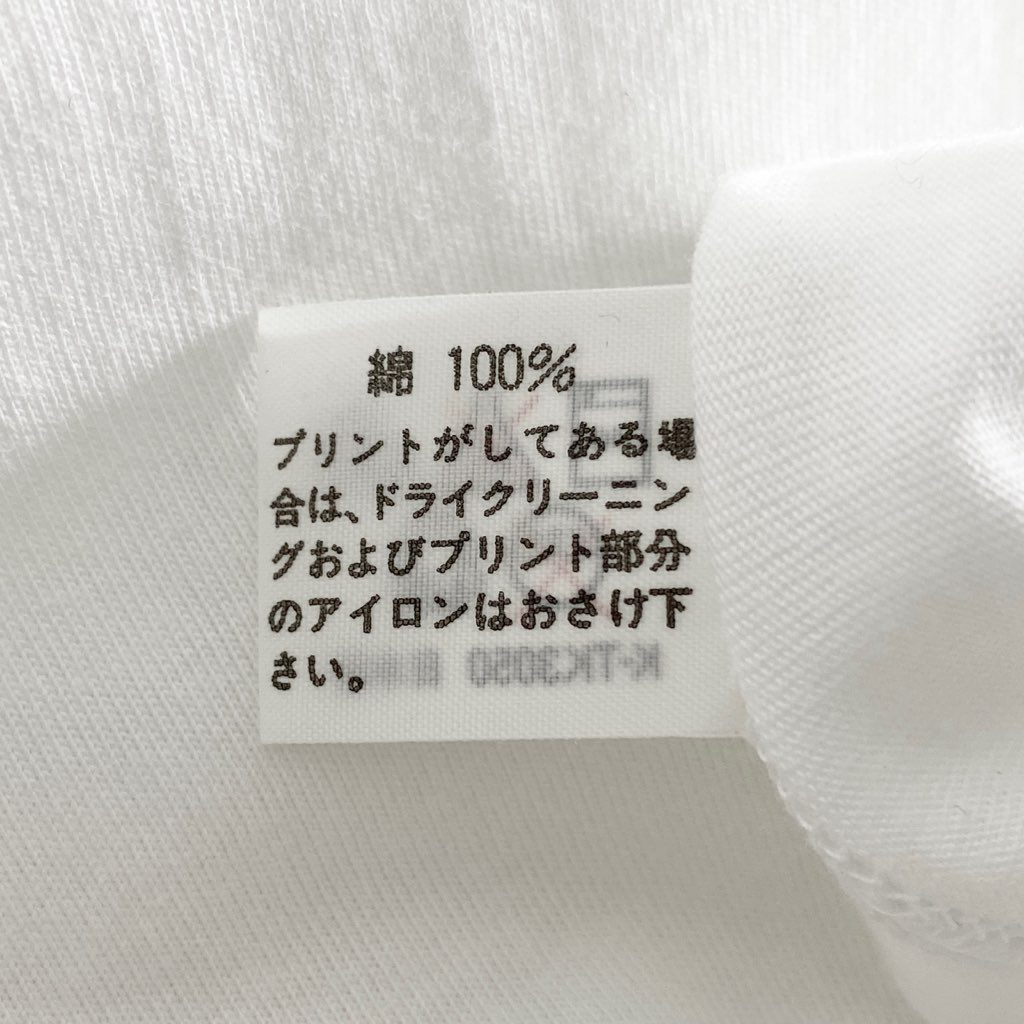 綿 100%
プリントがしてある場
合は、ドライクリーニン
グおよびプリント部分
のアイロンはおさけ下
さい。
K-TK3050